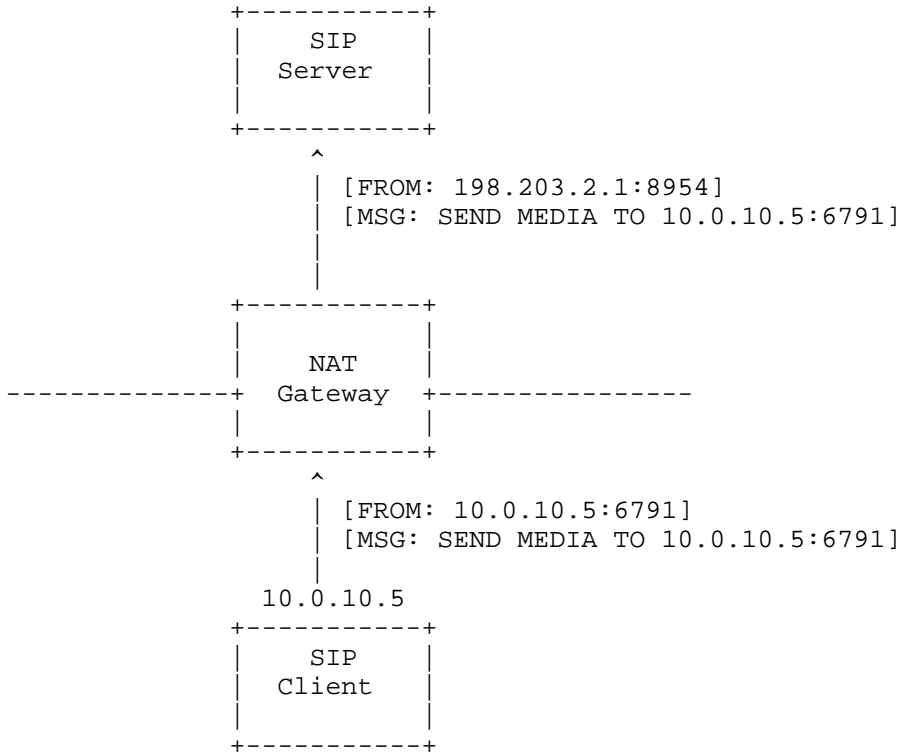 SIP
Server
[FROM: 198.203.2.1:8954]
[MSG: SEND MEDIA TO 10.0.10.5:6791]
NAT
Gateway
[FROM: 10.0.10.5:6791]
[MSG: SEND MEDIA TO 10.0.10.5:6791]
10.0.10.5
SIP
Client